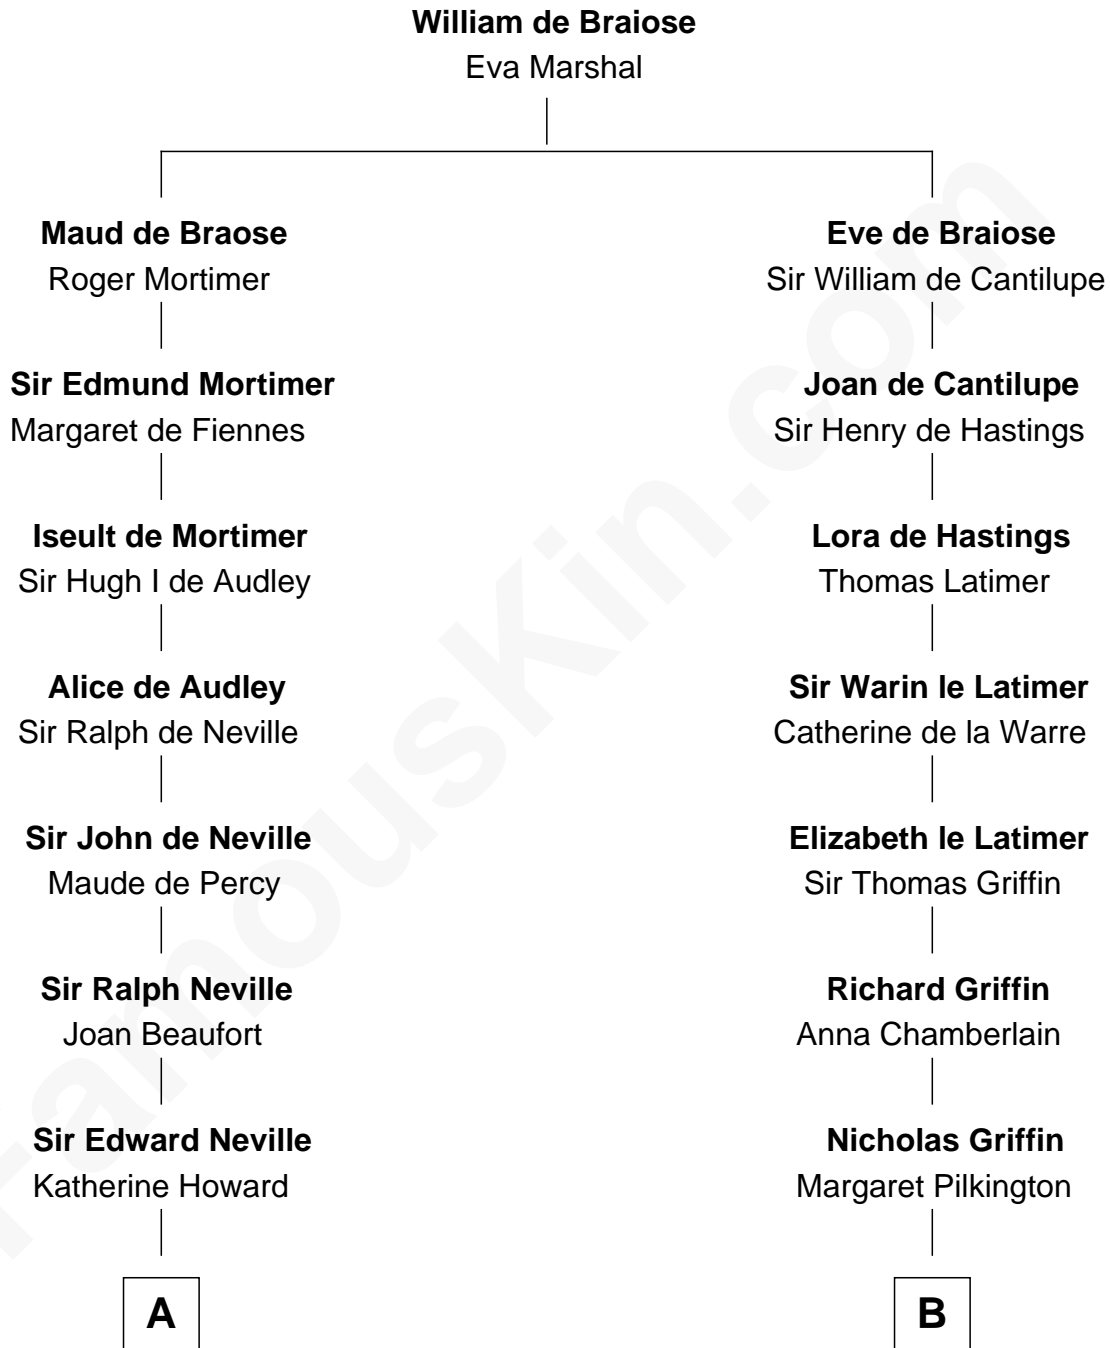 William de Braiose
Eva Marshal
Maud de Braose
Roger Mortimer
Eve de Braiose
Sir William de Cantilupe
Sir Edmund Mortimer
Margaret de Fiennes
Joan de Cantilupe
Sir Henry de Hastings
Iseult de Mortimer
Sir Hugh I de Audley
Lora de Hastings
Thomas Latimer
Alice de Audley
Sir Ralph de Neville
Sir Warin le Latimer
Catherine de la Warre
Sir John de Neville
Maude de Percy
Elizabeth le Latimer
Sir Thomas Griffin
Sir Ralph Neville
Joan Beaufort
Richard Griffin
Anna Chamberlain
Sir Edward Neville
Katherine Howard
Nicholas Griffin
Margaret Pilkington
A
B
FamousKin.com